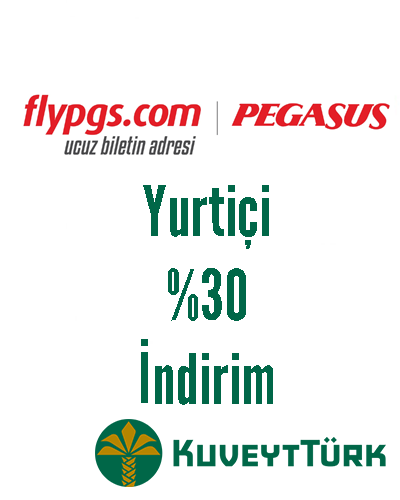 flypgs.com | PEGASUS
ucuz biletin adresi
Yurtiçi
%30
İndirim
KUVEYTTÜRK